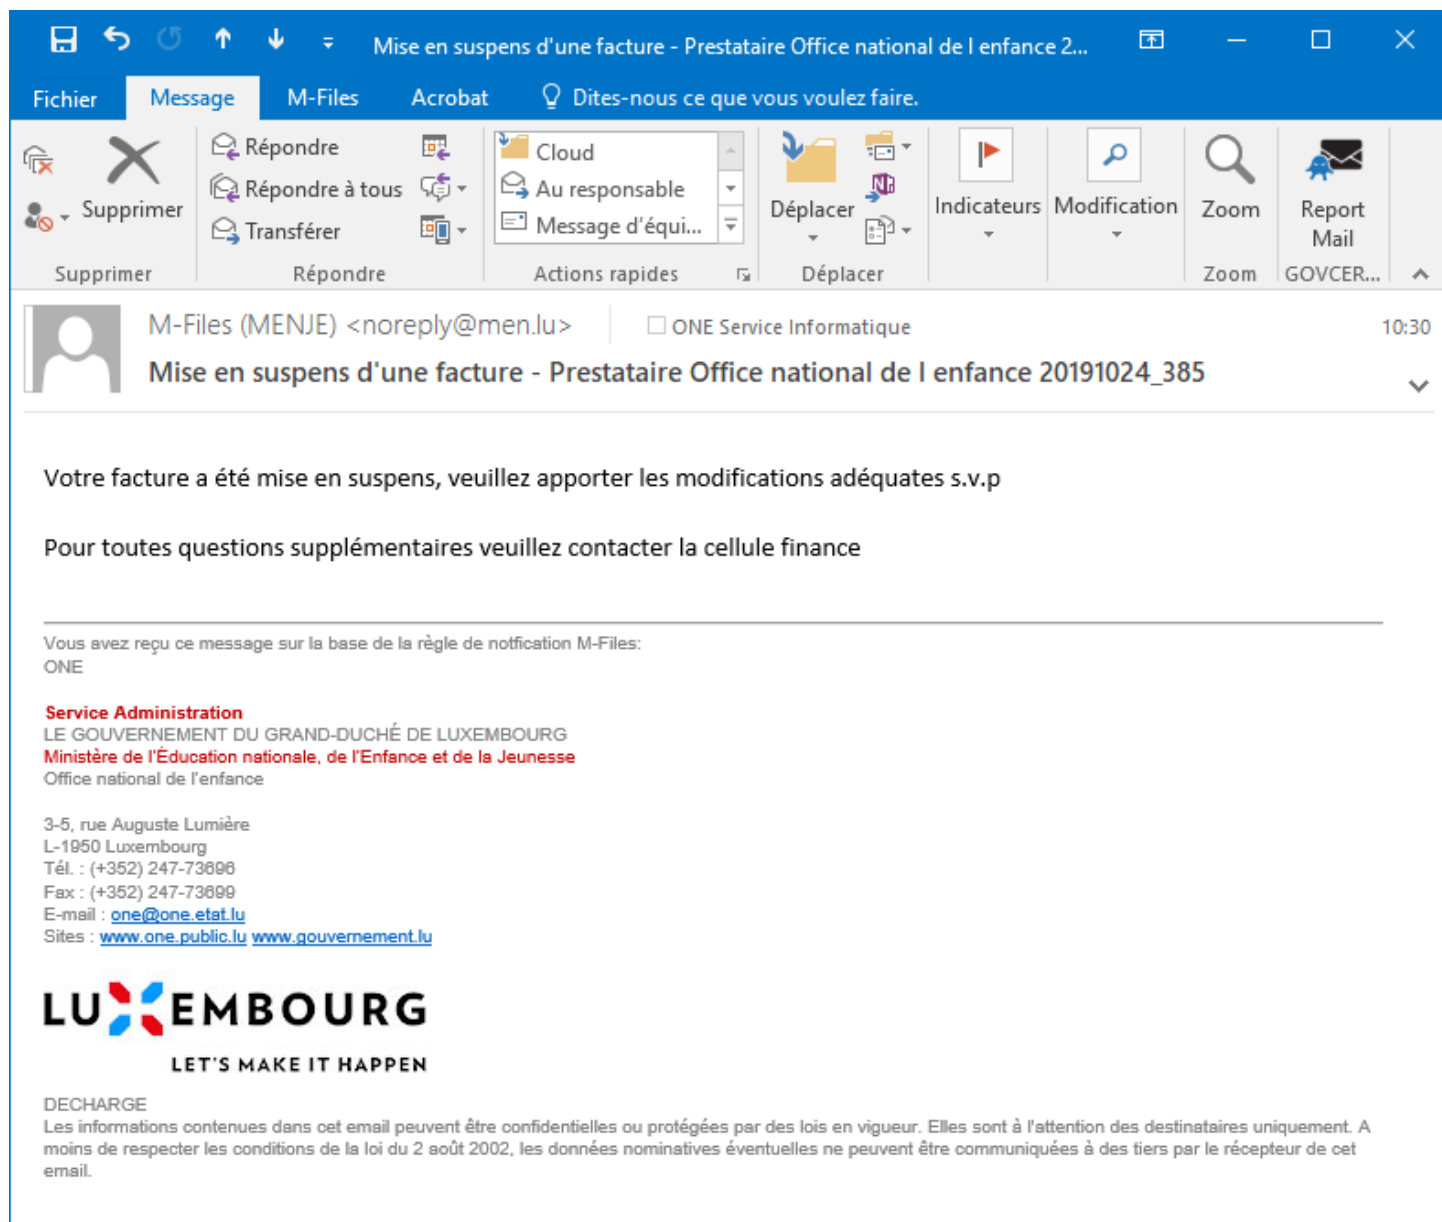 Mise en suspens d'une facture - Prestataire Office national de l enfance 2...
Fichier Message M-Files Acrobat Dites-nous ce que vous voulez faire.
Supprimer
Répondre
Répondre à tous
Transférer
Cloud
Au responsable
Message d'équi...
Déplacer
Indicateurs
Modification
Zoom
Report
Mail
Supprimer Répondre Actions rapides Déplacer Zoom GOVCER...
M-Files (MENJE) <noreply@men.lu> ONE Service Informatique 10:30
Mise en suspens d'une facture - Prestataire Office national de l enfance 20191024_385
Votre facture a été mise en suspens, veuillez apporter les modifications adéquates s.v.p
Pour toutes questions supplémentaires veuillez contacter la cellule finance
Vous avez reçu ce message sur la base de la règle de notfication M-Files:
ONE
Service Administration
LE GOUVERNEMENT DU GRAND-DUCHÉ DE LUXEMBOURG
Ministère de l'Éducation nationale, de l'Enfance et de la Jeunesse
Office national de l'enfance
3-5, rue Auguste Lumière
L-1950 Luxembourg
Tél. : (+352) 247-73696
Fax : (+352) 247-73699
E-mail : one@one.etat.lu
Sites : www.one.public.lu www.gouvernement.lu
LUXEMBOURG
LET'S MAKE IT HAPPEN
DECHARGE
Les informations contenues dans cet email peuvent être confidentielles ou protégées par des lois en vigueur. Elles sont à l'attention des destinataires uniquement. A
moins de respecter les conditions de la loi du 2 août 2002, les données nominatives éventuelles ne peuvent être communiquées à des tiers par le récepteur de cet
email.